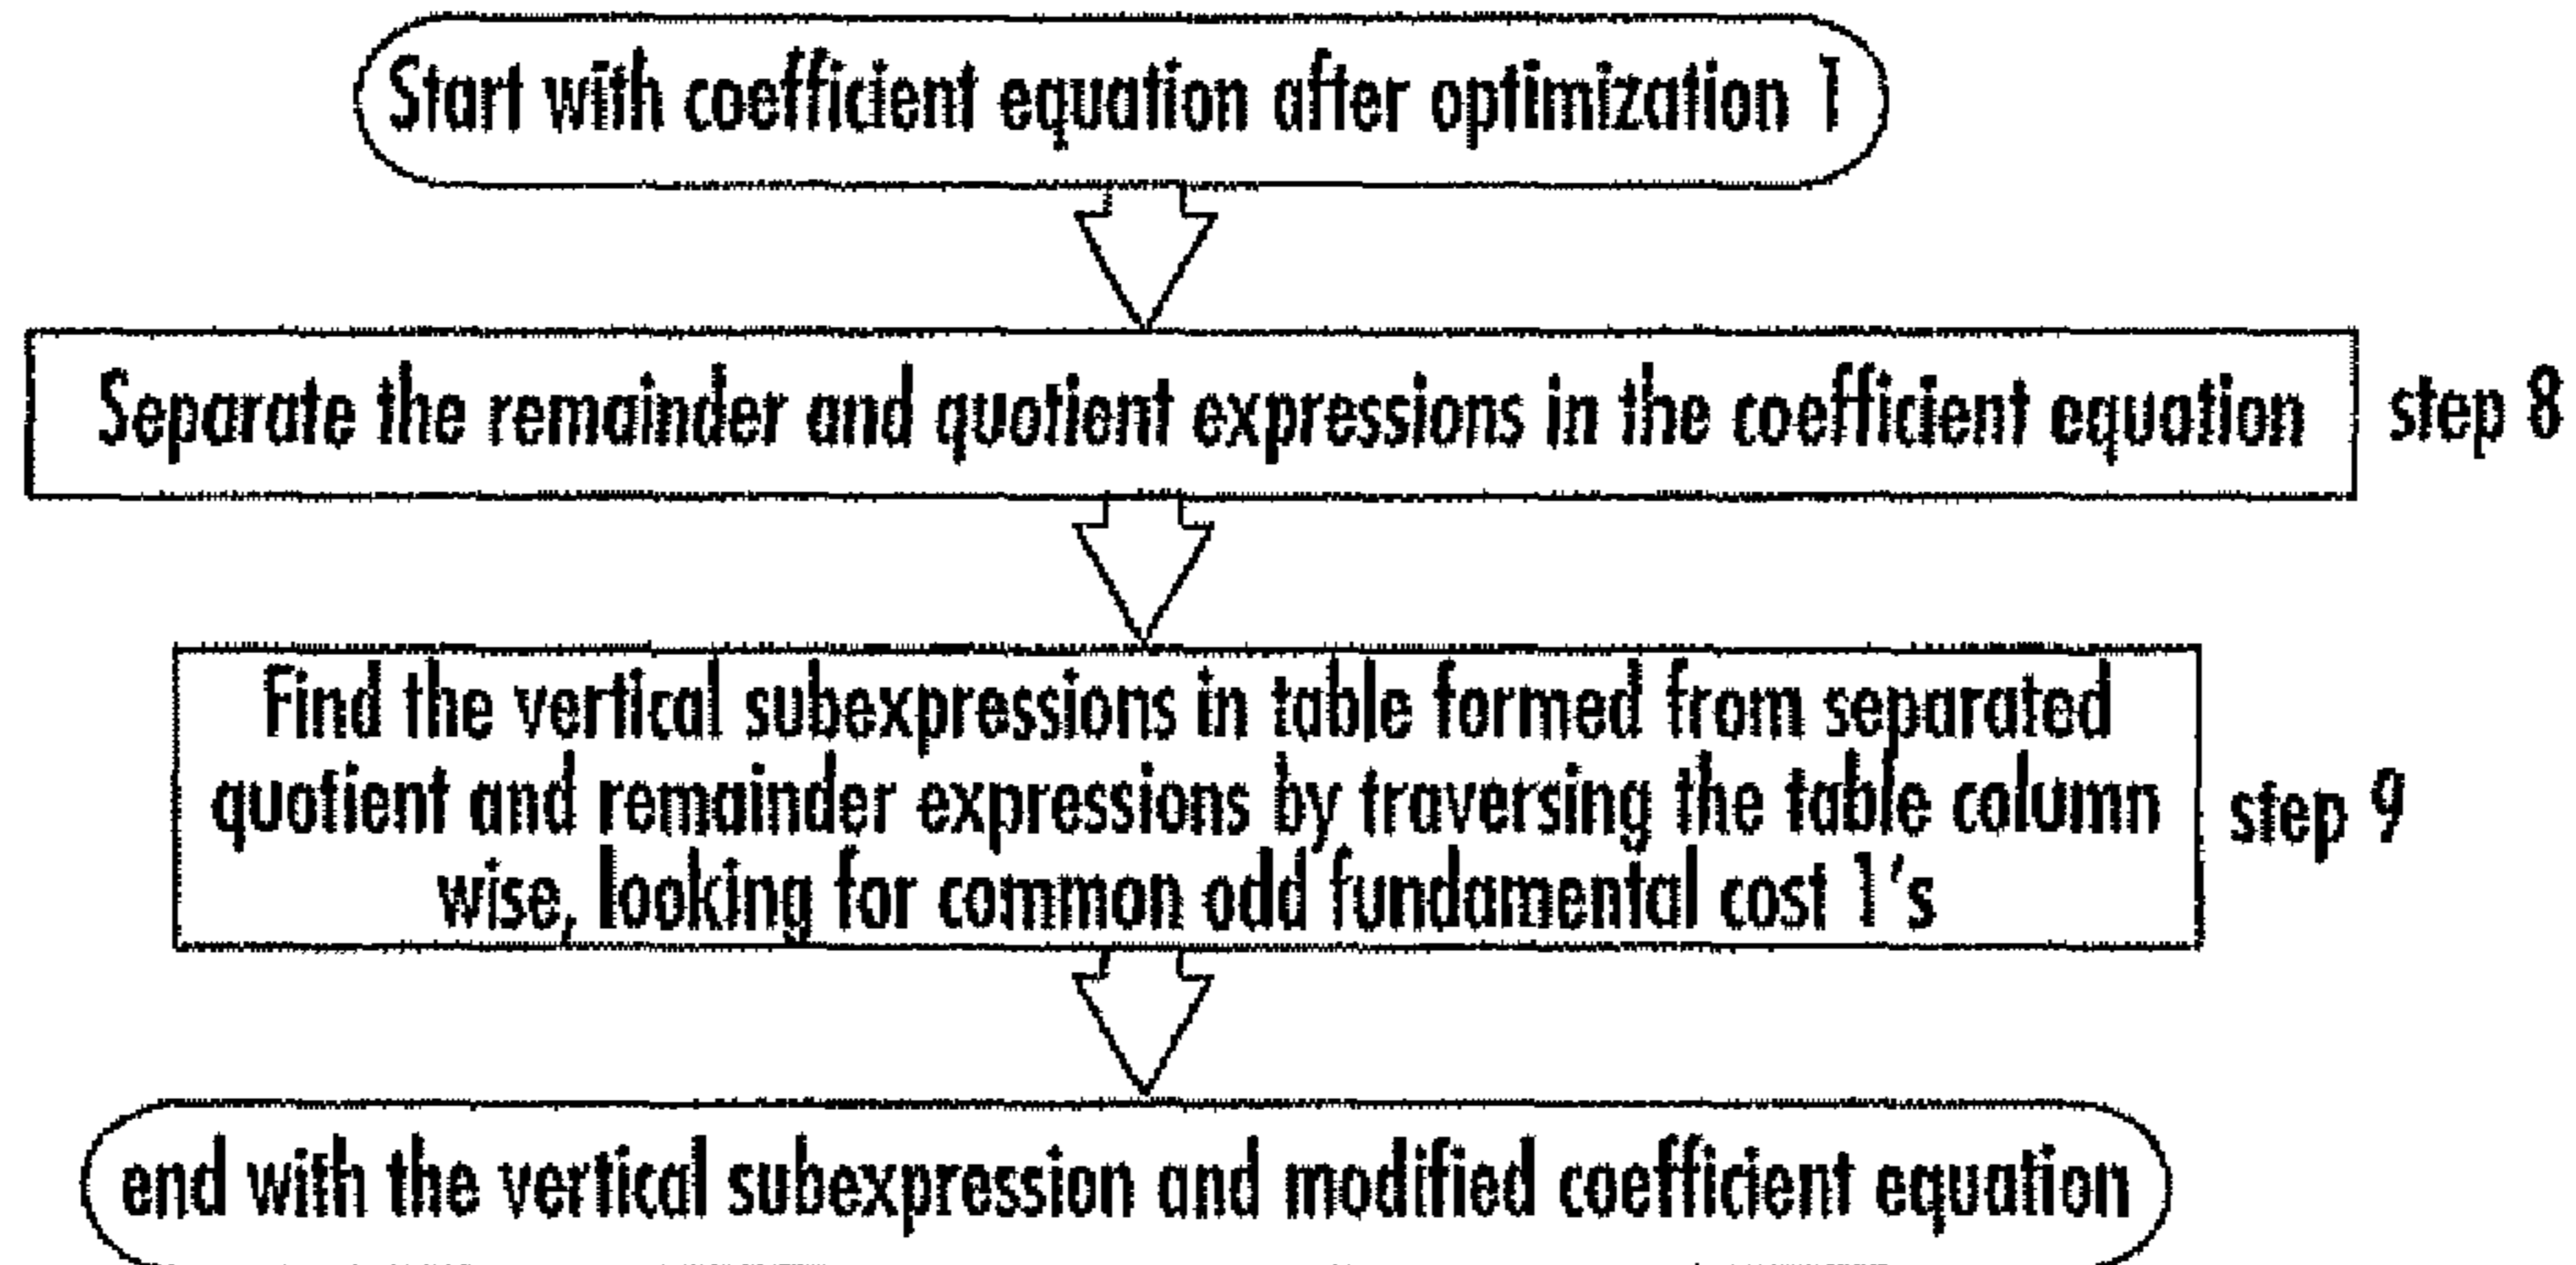 Start with coefficient equation after optimization 1
Separate the remainder and quotient expressions in the coefficient equation
step 8
Find the vertical subexpressions in table formed from separated
quotient and remainder expressions by traversing the table column
wise, looking for common odd fundamental cost 1's
step 9
end with the vertical subexpression and modified coefficient equation